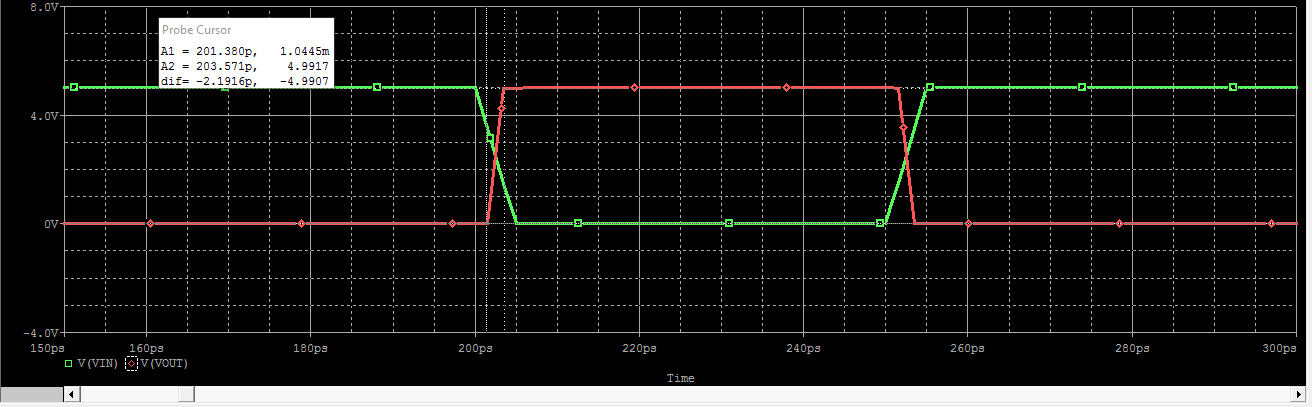 8.0V
Probe Cursor
A1 = 201.380p, 1.0445m
A2 = 203.571p, 4.9917
dif= -2.1916p, -4.9907
4.0V
0V
-4.0V
150ps 160ps 180ps 200ps 220ps 240ps 260ps 280ps 300ps
V(VIN) V(VOUT)
Time